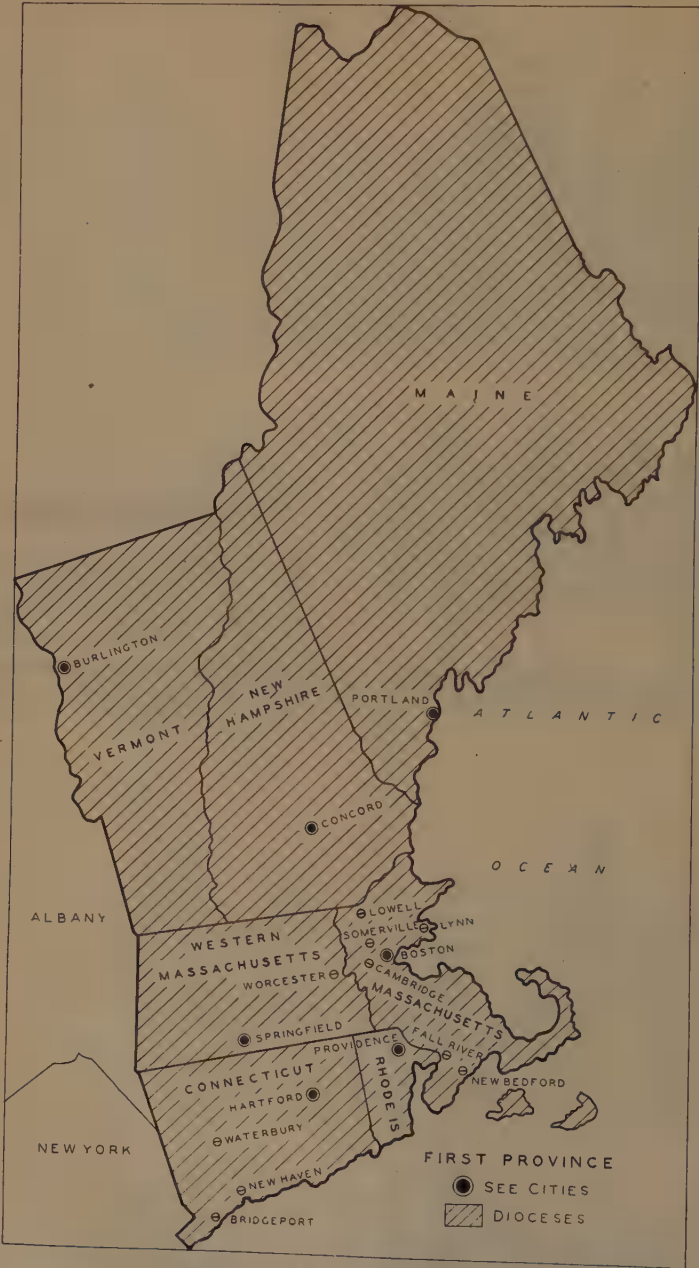 MAINE
BURLINGTON
NEW
HAMPSHIRE
PORTLAND
ATLANTIC
VERMONT
CONCORD
OCEAN
ALBANY
LOWELL
LYNN
SOMERVILLE
WESTERN
MASSACHUSETTS
BOSTON
CAMBRIDGE
WORCESTER
MASSACHUSETTS
SPRINGFIELD
FALL RIVER
PROVIDENCE
NEW BEDFORD
CONNECTICUT
RHODE IS
HARTFORD
WATERBURY
NEW YORK
NEW HAVEN
BRIDGEPORT
FIRST PROVINCE
SEE CITIES
DIOCESES